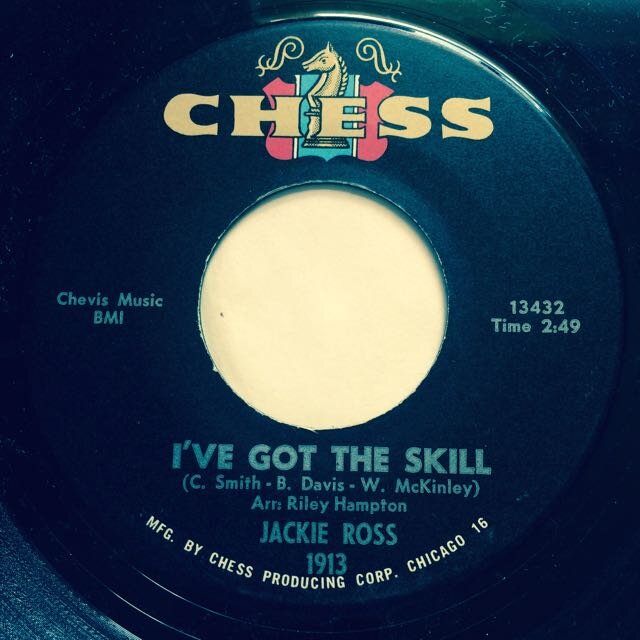 CHESS
Chevis Music
BMI
13432
Time 2:49
I'VE GOT THE SKILL
(C. Smith - B. Davis - W. McKinley)
Arr: Riley Hampton
JACKIE ROSS
1913
MFG. BY CHESS PRODUCING CORP. CHICAGO 16